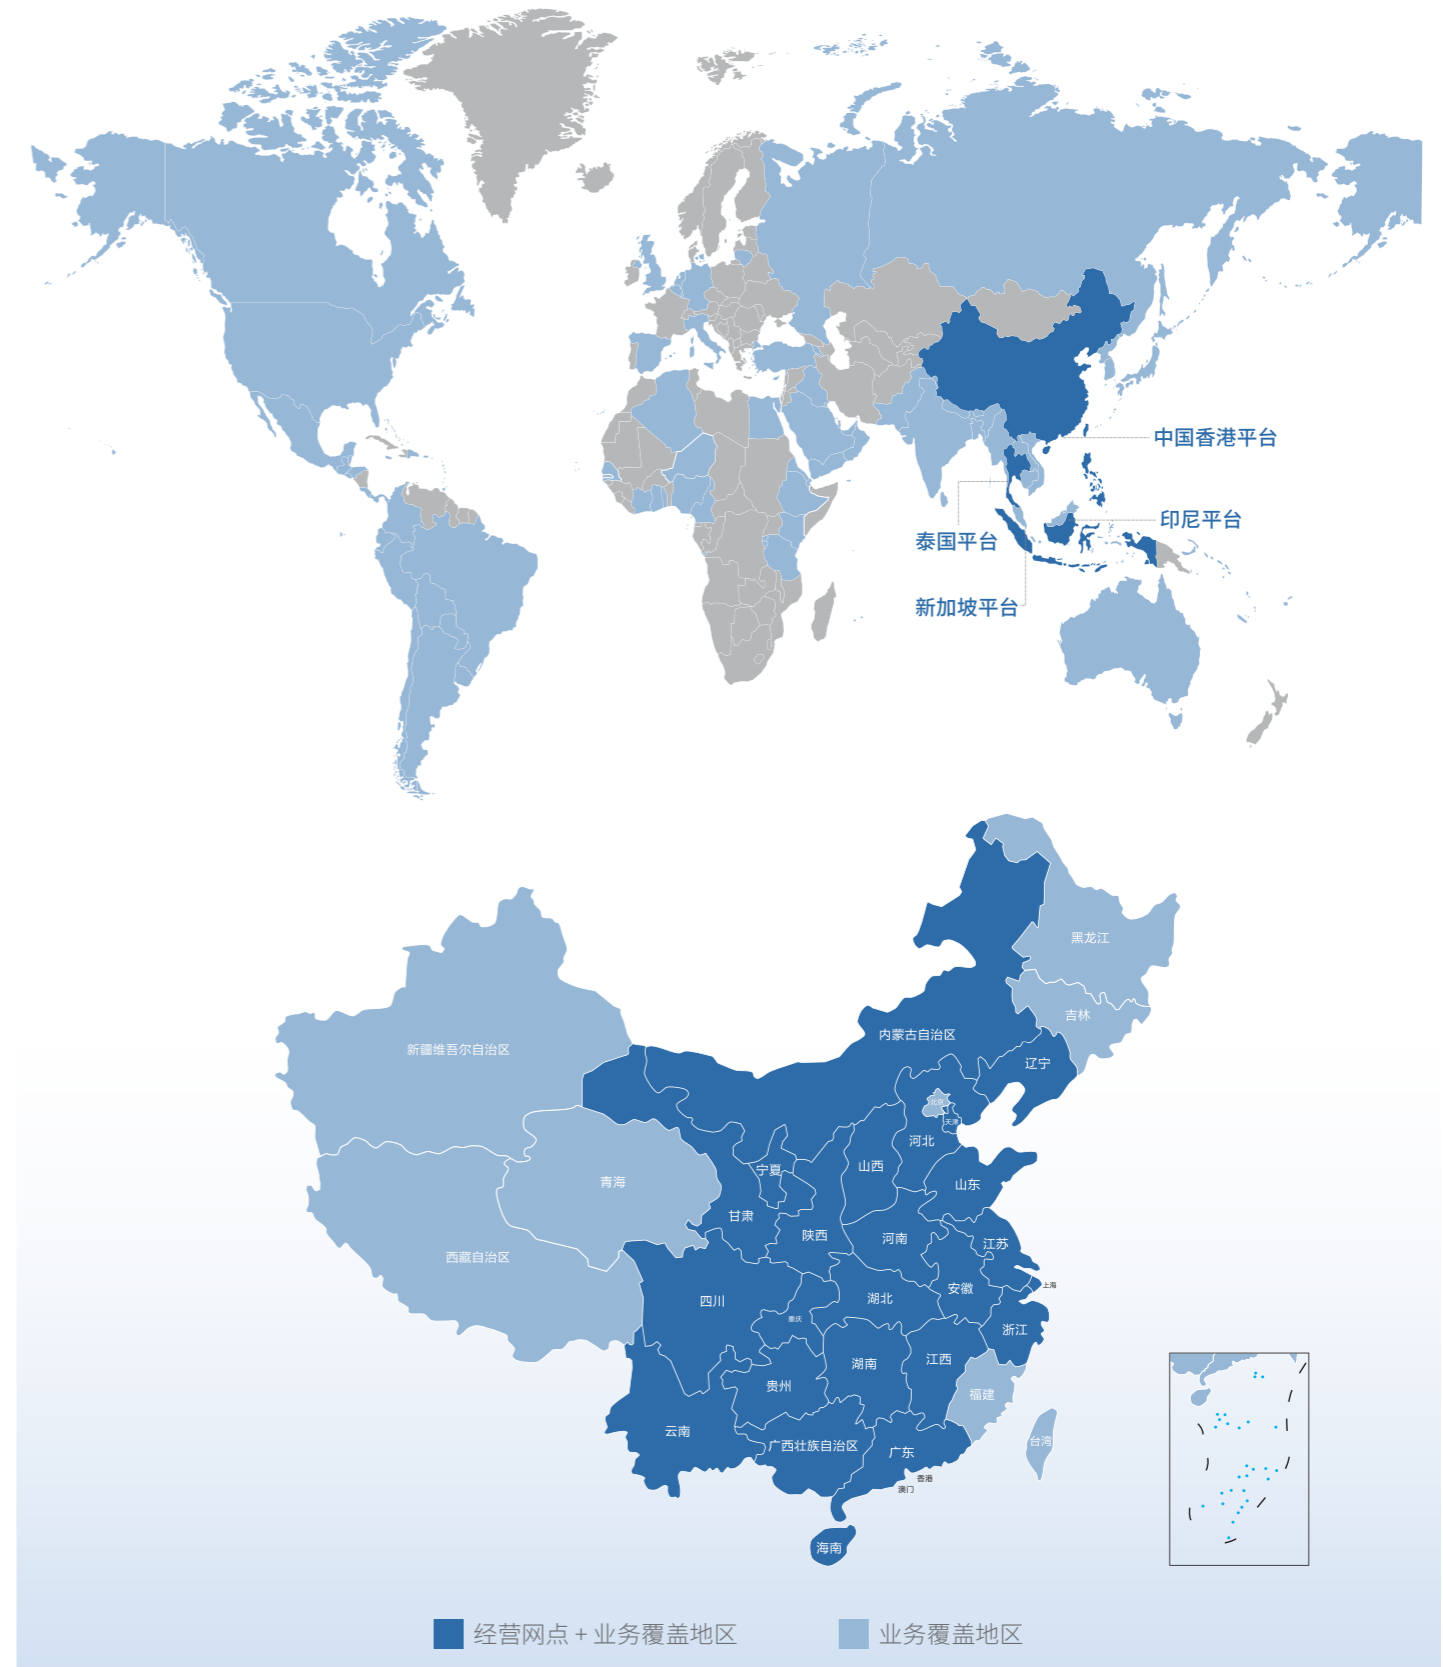 中国香港平台
印尼平台
泰国平台
新加坡平台
黑龙江
吉林
内蒙古自治区
新疆维吾尔自治区
辽宁
北京
天津
河北
山西
宁夏
青海
山东
甘肃
陕西
河南
江苏
西藏自治区
上海
安徽
四川
湖北
重庆
浙江
湖南
江西
贵州
福建
云南
广西壮族自治区
广东
台湾
香港
澳门
海南
经营网点 + 业务覆盖地区
业务覆盖地区